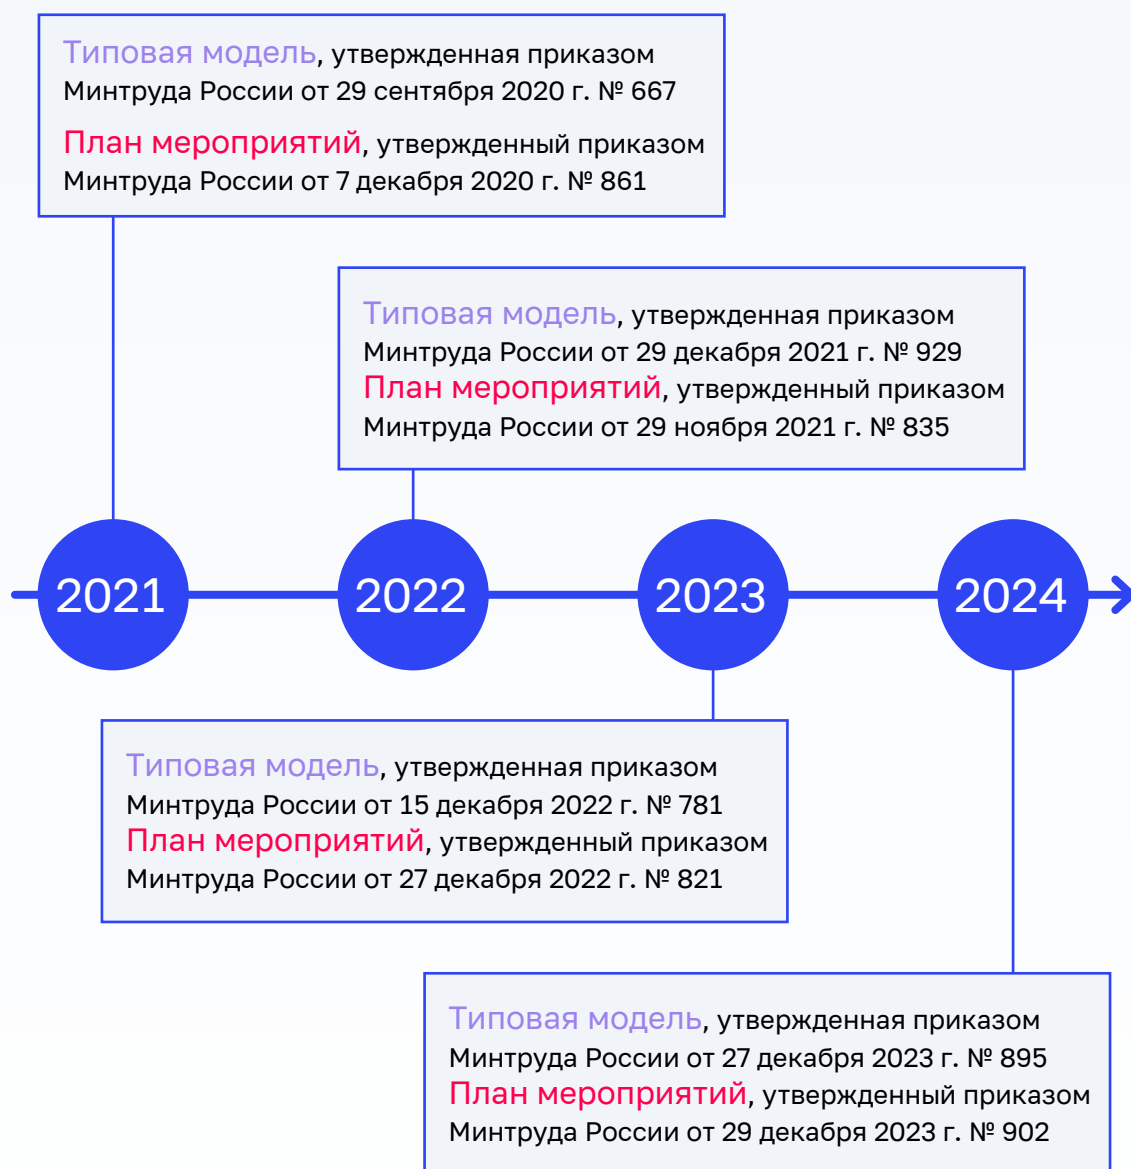 Типовая модель, утвержденная приказом
Минтруда России от 29 сентября 2020 г. № 667
План мероприятий, утвержденный приказом
Минтруда России от 7 декабря 2020 г. № 861
Типовая модель, утвержденная приказом
Минтруда России от 29 декабря 2021 г. № 929
План мероприятий, утвержденный приказом
Минтруда России от 29 ноября 2021 г. № 835
2021 2022 2023 2024
Типовая модель, утвержденная приказом
Минтруда России от 15 декабря 2022 г. № 781
План мероприятий, утвержденный приказом
Минтруда России от 27 декабря 2022 г. № 821
Типовая модель, утвержденная приказом
Минтруда России от 27 декабря 2023 г. № 895
План мероприятий, утвержденный приказом
Минтруда России от 29 декабря 2023 г. № 902